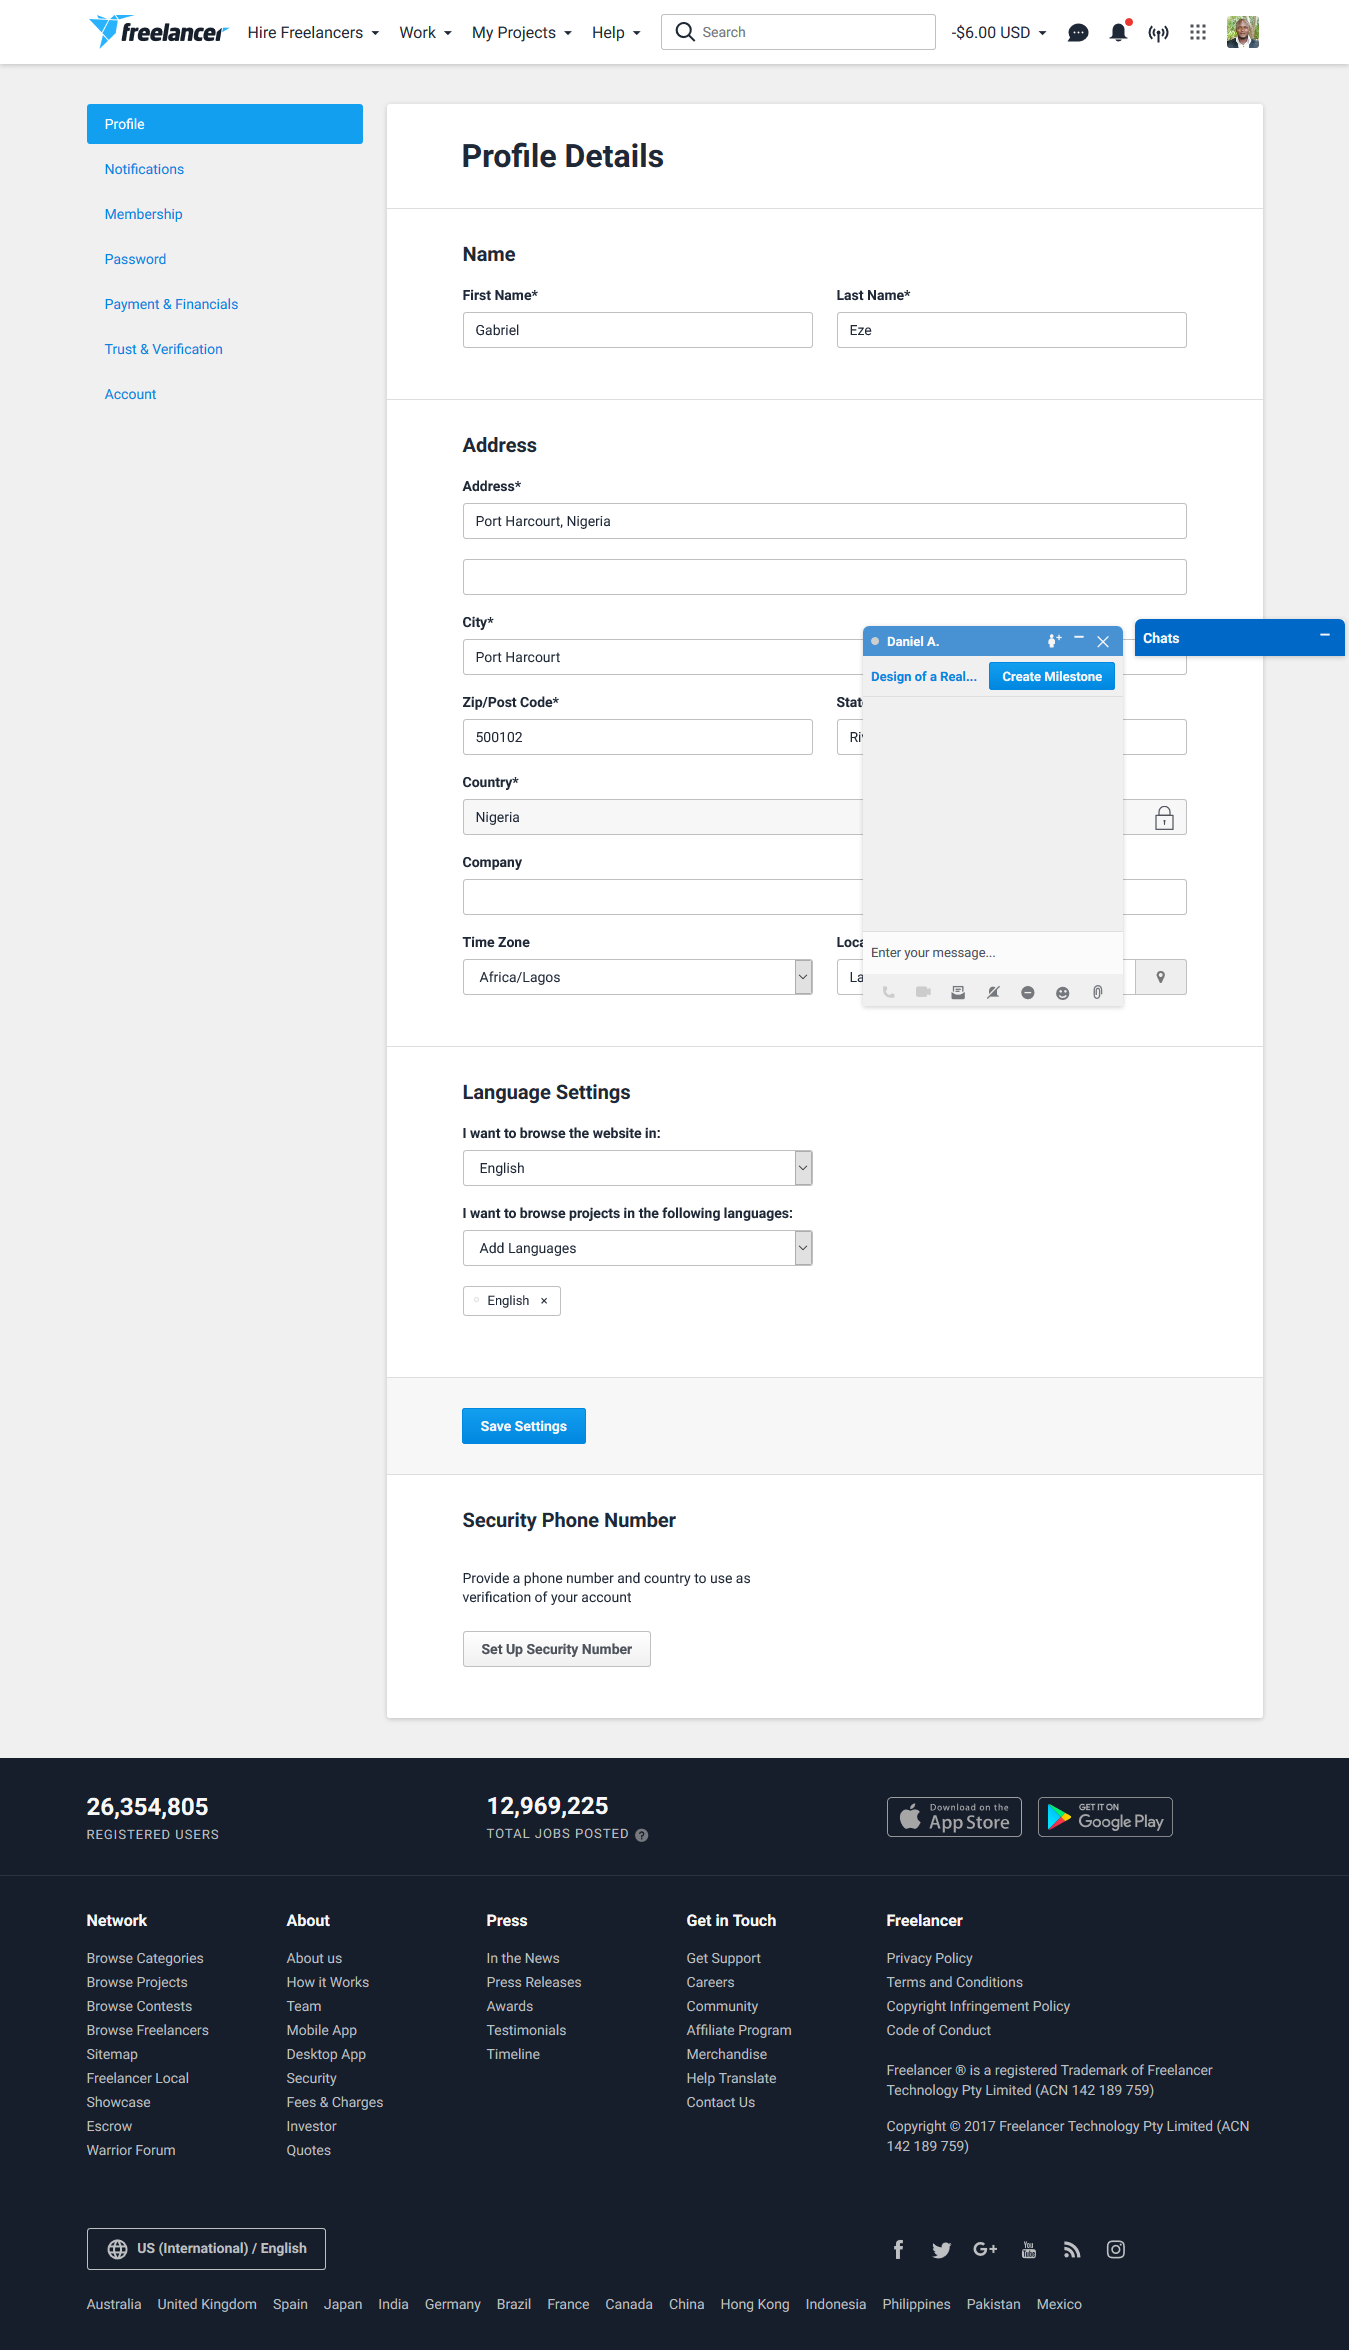 freelancer Hire Freelancers Work My Projects Help Search -$6.00 USD
Profile
Notifications
Membership
Password
Payment & Financials
Trust & Verification
Account
Profile Details
Name
First Name* Last Name*
Gabriel Eze
Address
Address*
Port Harcourt, Nigeria
City*
Port Harcourt
Zip/Post Code* Stat
500102 Riv
Country*
Nigeria
Company
Time Zone Loca
Africa/Lagos La
Daniel A.
Design of a Real... Create Milestone
Enter your message...
Chats
Language Settings
I want to browse the website in:
English
I want to browse projects in the following languages:
Add Languages
English ×
Save Settings
Security Phone Number
Provide a phone number and country to use as
verification of your account
Set Up Security Number
26,354,805
REGISTERED USERS
12,969,225
TOTAL JOBS POSTED ?
Download on the
App Store
GET IT ON
Google Play
Network
Browse Categories
Browse Projects
Browse Contests
Browse Freelancers
Sitemap
Freelancer Local
Showcase
Escrow
Warrior Forum
About
About us
How it Works
Team
Mobile App
Desktop App
Security
Fees & Charges
Investor
Quotes
Press
In the News
Press Releases
Awards
Testimonials
Timeline
Get in Touch
Get Support
Careers
Community
Affiliate Program
Merchandise
Help Translate
Contact Us
Freelancer
Privacy Policy
Terms and Conditions
Copyright Infringement Policy
Code of Conduct
Freelancer ® is a registered Trademark of Freelancer
Technology Pty Limited (ACN 142 189 759)
Copyright © 2017 Freelancer Technology Pty Limited (ACN
142 189 759)
US (International) / English
G+ You Tube
Australia United Kingdom Spain Japan India Germany Brazil France Canada China Hong Kong Indonesia Philippines Pakistan Mexico